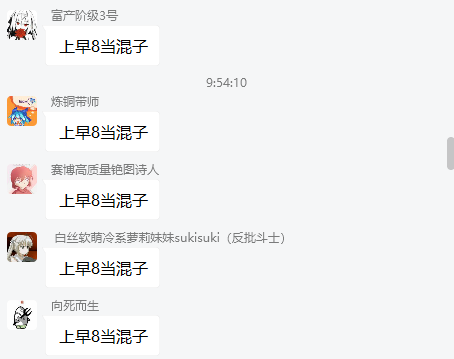 富产阶级3号
上早8当混子
9:54:10
炼铜带师
上早8当混子
赛博高质量铯图诗人
上早8当混子
白丝软萌冷系萝莉妹妹sukisuki（反批斗士）
上早8当混子
向死而生
上早8当混子